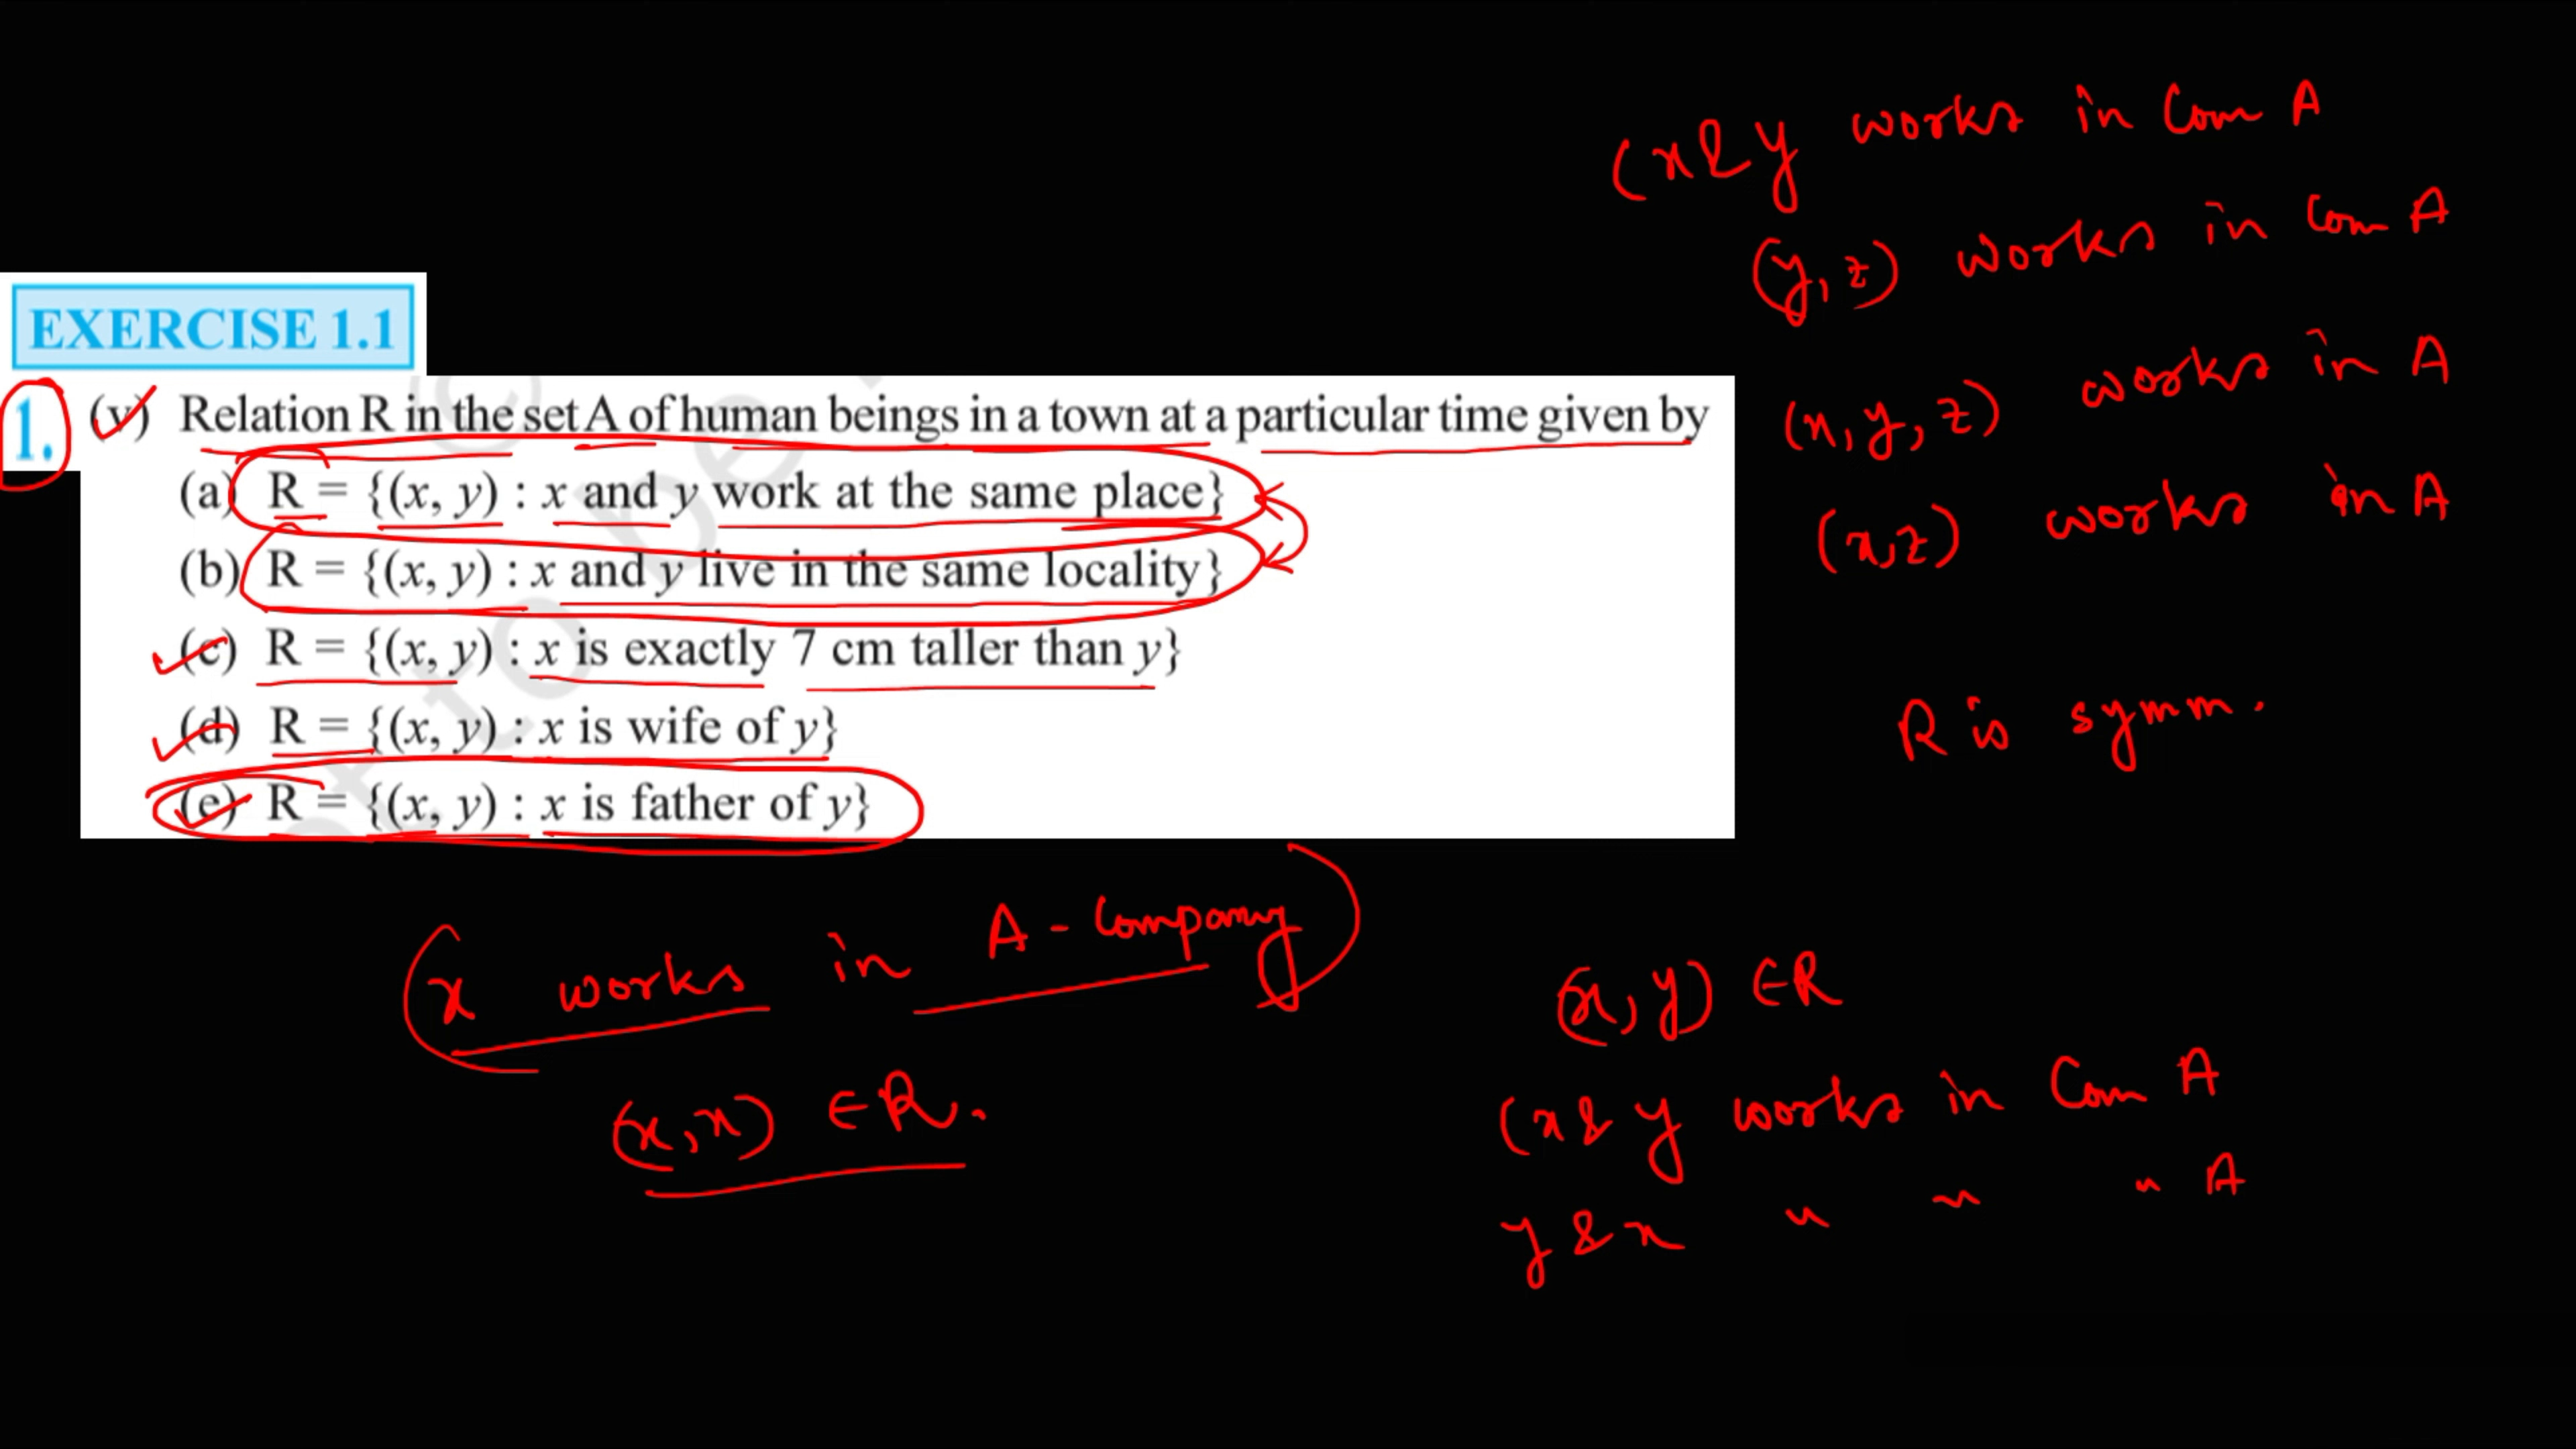 (x & y works in Com A
(y, z) works in Com A
EXERCISE 1.1
(x, y, z) works in A
1. (v) Relation R in the set A of human beings in a town at a particular time given by
(a) R = {(x, y) : x and y work at the same place}
(x, z) works in A
(b) R = {(x, y) : x and y live in the same locality}
(c) R = {(x, y) : x is exactly 7 cm taller than y}
(d) R = {(x, y) : x is wife of y}
R is symm.
(e) R = {(x, y) : x is father of y}
(x works in A - Company)
(x, y) ∈ R
(x, x) ∈ R.
(x & y works in Com A
y & x " " " A